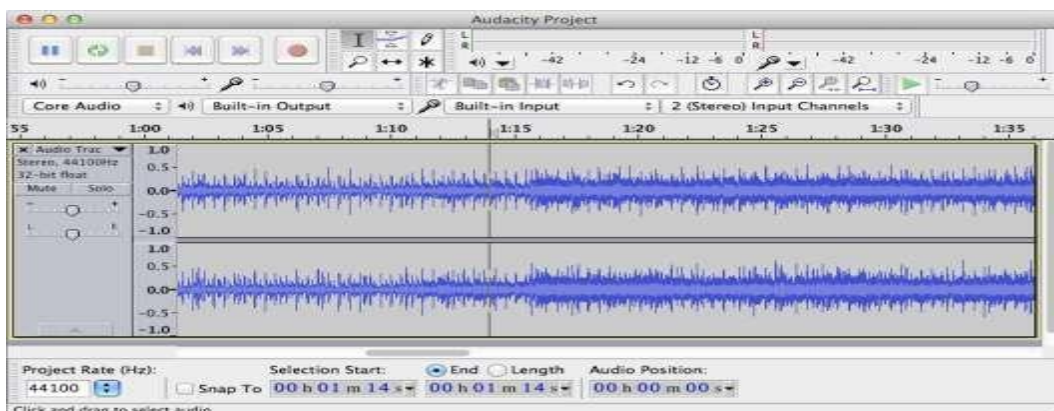 Audacity Project
L
R
-42 -24 -12 -6 0
L
R
-42 -24 -12 -6 0
Core Audio Built-in Output Built-in Input 2 (Stereo) Input Channels
55 1:00 1:05 1:10 1:15 1:20 1:25 1:30 1:35
Audio Trac
Stereo, 44100Hz
32-bit float
Mute Solo
- +
L R
1.0
0.5-
0.0-
-0.5-
-1.0
1.0
0.5-
0.0-
-0.5-
-1.0
Project Rate (Hz): Selection Start: End Length Audio Position:
44100 Snap To 00 h 01 m 14 s 00 h 01 m 14 s 00 h 00 m 00 s
Click and drag to select audio